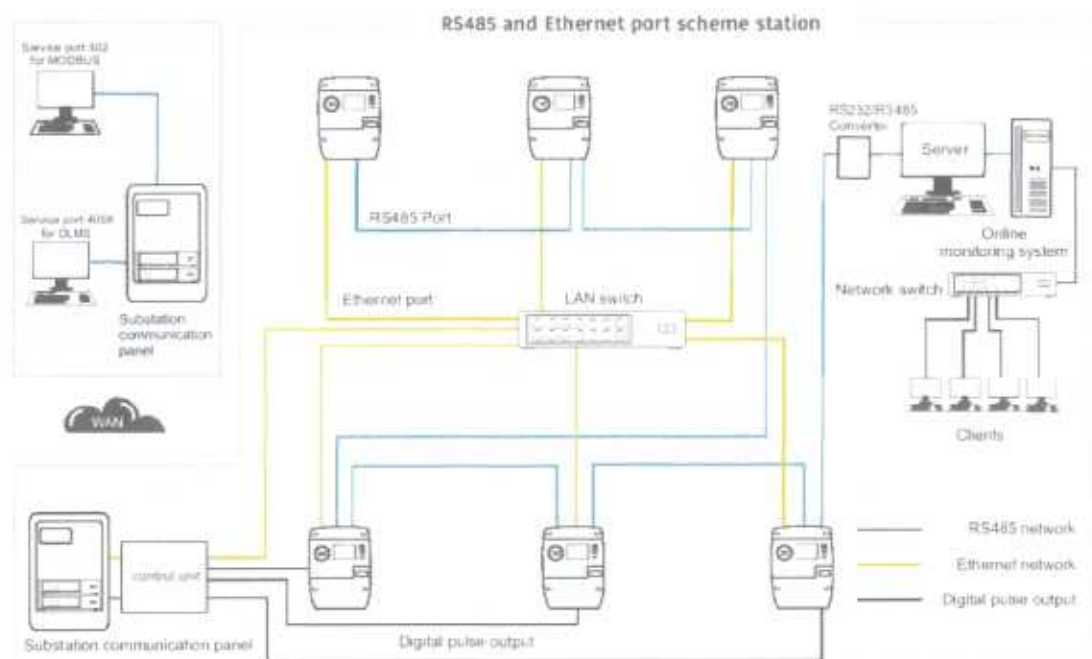 RS485 and Ethernet port scheme station
Service port 502
for MODBUS
Service port 4059
for DLMS
Substation
communication
panel
WAN
RS485 Port
Ethernet port
LAN switch
RS232/RS485
Converter
Server
Online
monitoring system
Network switch
Clients
control unit
Substation communication panel
Digital pulse output
RS485 network
Ethernet network
Digital pulse output